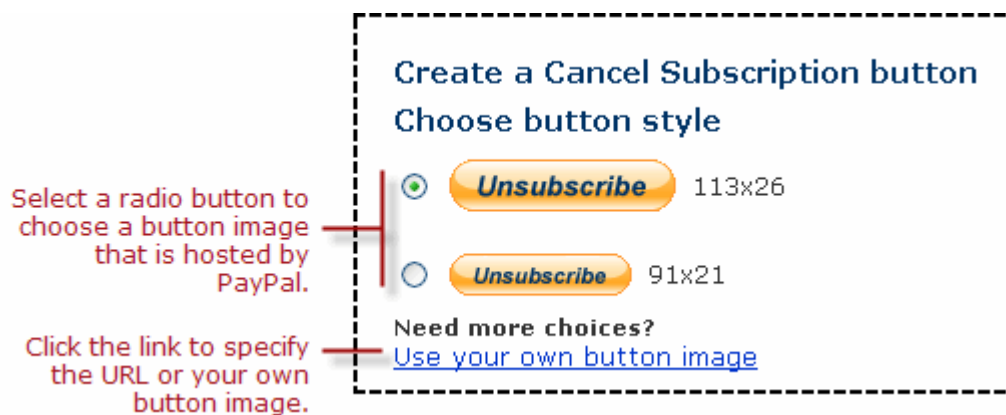 Create a Cancel Subscription button
Choose button style
Select a radio button to
choose a button image
that is hosted by
PayPal.
Unsubscribe 113x26
Unsubscribe 91x21
Click the link to specify
the URL or your own
button image.
Need more choices?
Use your own button image